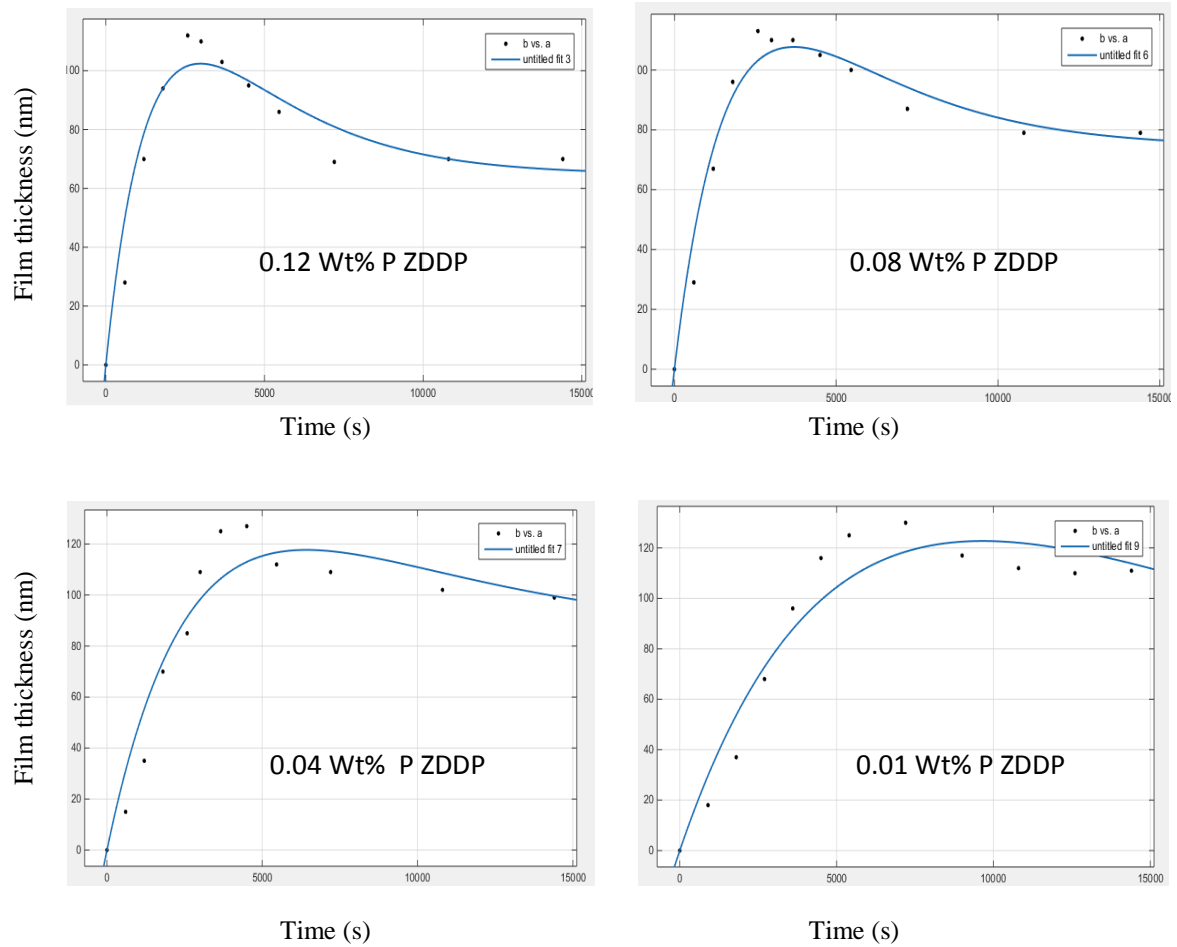 b vs. a
untitled fit 3
100
80
60
40
20
0
0 5000 10000 15000
Film thickness (nm)
0.12 Wt% P ZDDP
Time (s)
b vs. a
untitled fit 6
00
80
60
40
20
0
0 5000 10000 15000
0.08 Wt% P ZDDP
Time (s)
b vs. a
untitled fit 7
120
100
80
60
40
20
0
0 5000 10000 15000
Film thickness (nm)
0.04 Wt% P ZDDP
Time (s)
b vs. a
untitled fit 9
120
100
80
60
40
20
0
0 5000 10000 15000
0.01 Wt% P ZDDP
Time (s)